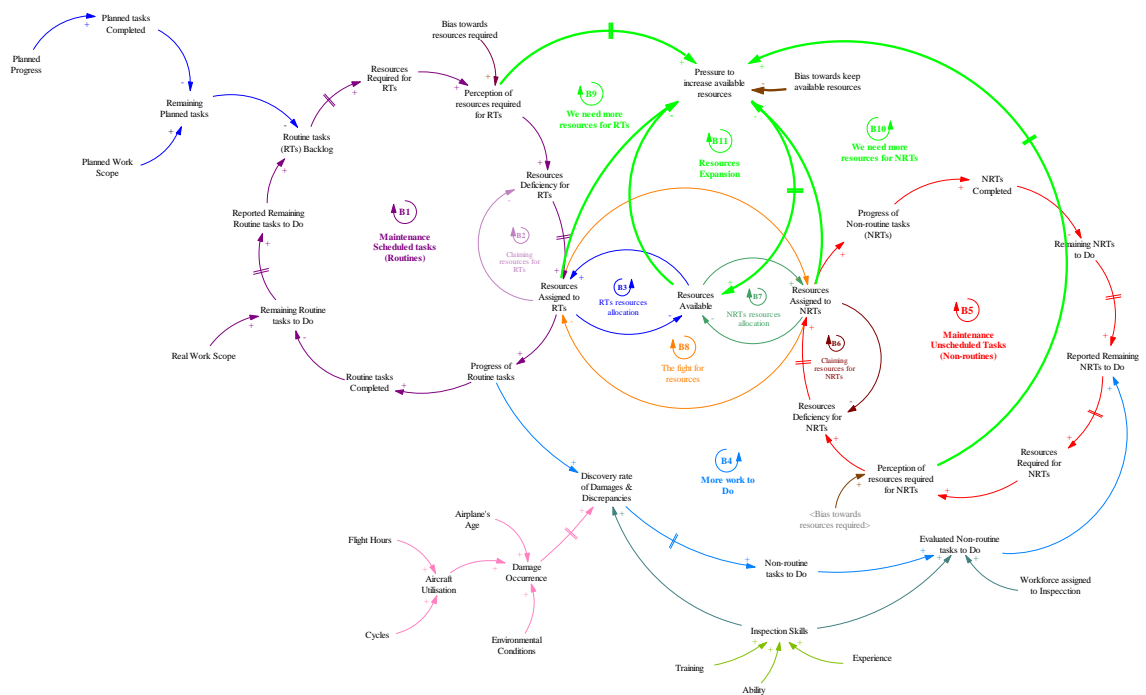 Planned tasks
Completed
Planned
Progress
Remaining
Planned tasks
Planned Work
Scope
Routine tasks
(RTs) Backlog
Resources
Required for
RTs
Bias towards
resources required
Perception of
resources required
for RTs
Pressure to
increase available
resources
Bias towards keep
available resources
B9
We need more
resources for RTs
B11
Resources
Expansion
B10
We need more
resources for NRTs
Resources
Deficiency for
RTs
NRTs
Completed
Progress of
Non-routine tasks
(NRTs)
Remaining NRTs
to Do
Reported Remaining
Routine tasks to Do
B1
Maintenance
Scheduled tasks
(Routines)
B2
Claiming
resources for
RTs
Resources
Assigned to
RTs
B3
RTs resources
allocation
Resources
Available
B7
NRTs resources
allocation
Resources
Assigned to
NRTs
B5
Maintenance
Unscheduled Tasks
(Non-routines)
Remaining Routine
tasks to Do
Real Work Scope
Routine tasks
Completed
Progress of
Routine tasks
B8
The fight for
resources
B6
Claiming
resources for
NRTs
Reported Remaining
NRTs to Do
Resources
Deficiency for
NRTs
B4
More work to
Do
Perception of
resources required
for NRTs
Resources
Required for
NRTs
<Bias towards
resources required>
Discovery rate
of Damages &
Discrepancies
Airplane's
Age
Flight Hours
Aircraft
Utilisation
Damage
Occurrence
Cycles
Environmental
Conditions
Non-routine
tasks to Do
Evaluated Non-routine
tasks to Do
Workforce assigned
to Inspecction
Inspection Skills
Training
Ability
Experience